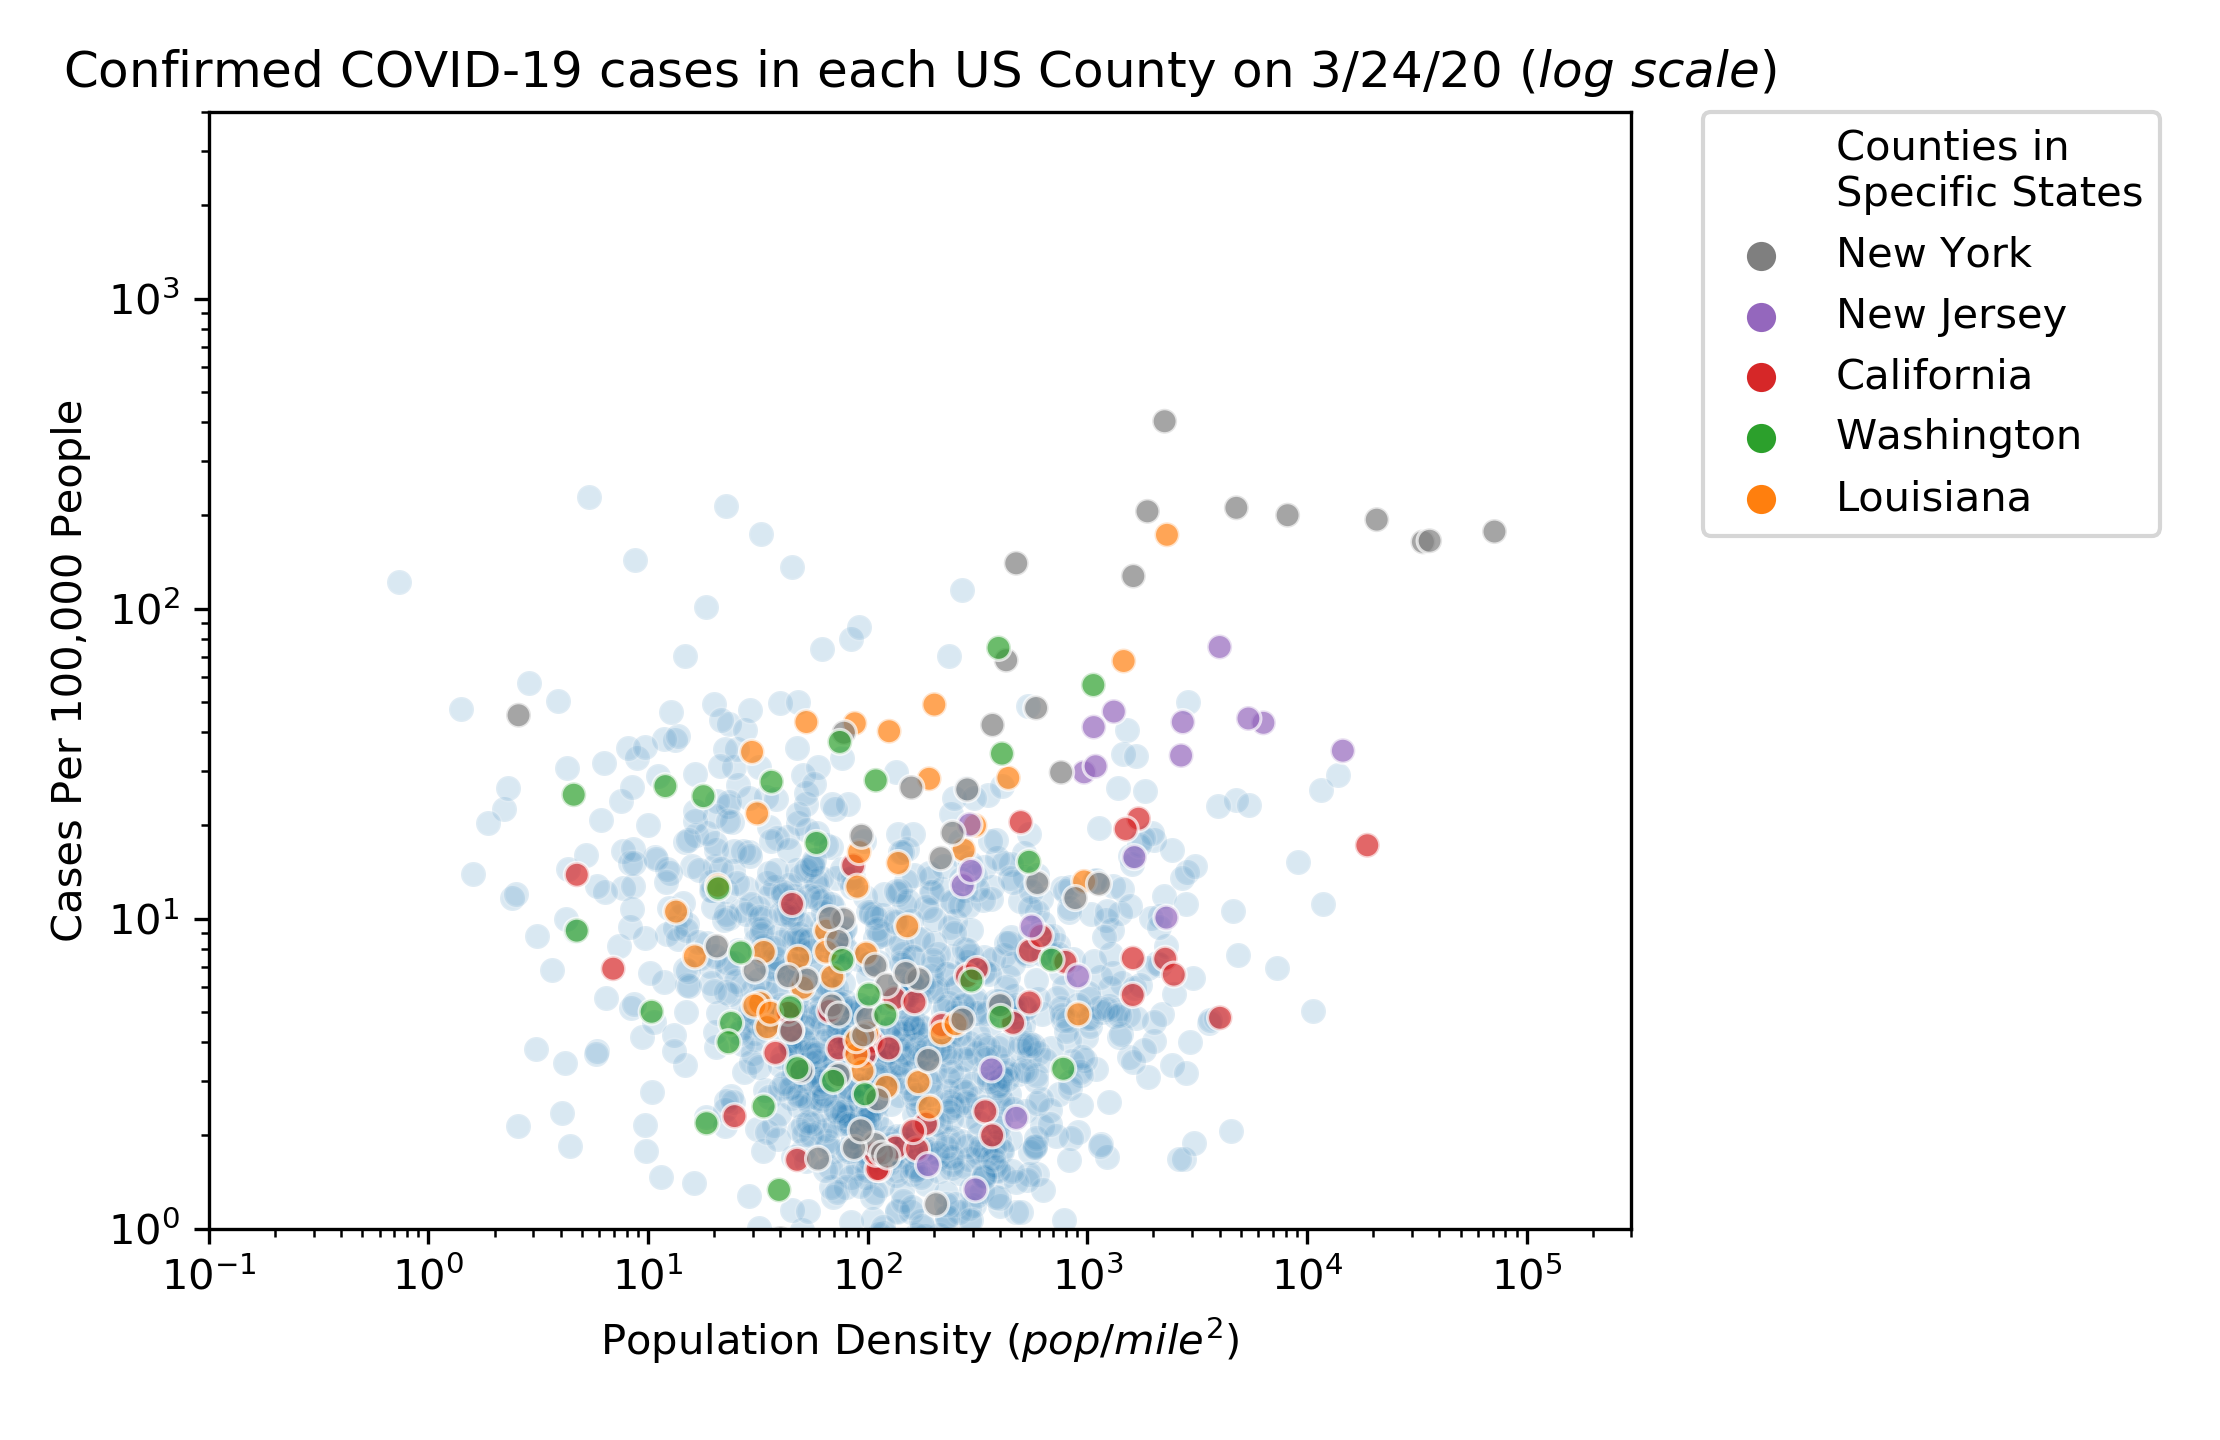 Confirmed COVID-19 cases in each US County on 3/24/20 (log scale)
Counties in
Specific States
New York
New Jersey
California
Washington
Louisiana
Cases Per 100,000 People
10³
10²
10¹
10⁰
10⁻¹ 10⁰ 10¹ 10² 10³ 10⁴ 10⁵
Population Density (pop/mile²)